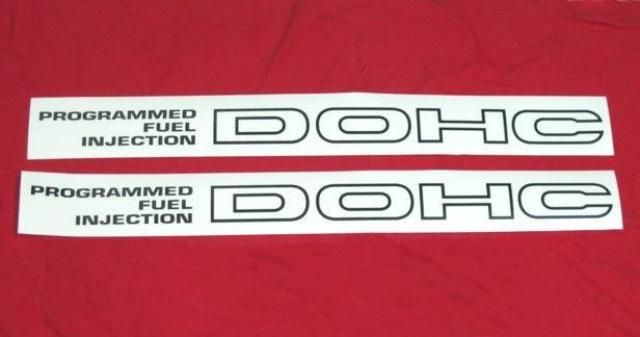 PROGRAMMED
FUEL
INJECTION
DOHC
PROGRAMMED
FUEL
INJECTION
DOHC